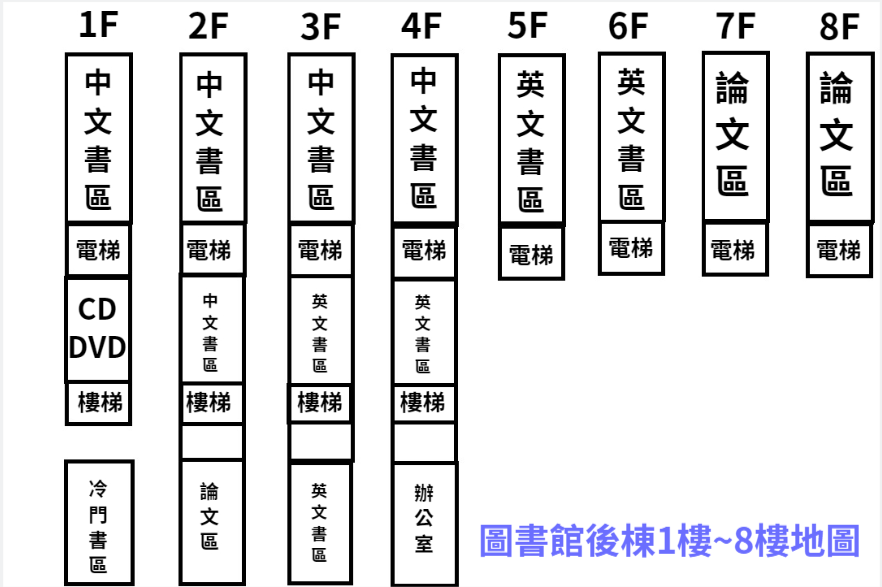 1F
2F
3F
4F
5F
6F
7F
8F
中文書區
中文書區
中文書區
中文書區
英文書區
英文書區
論文區
論文區
電梯
電梯
電梯
電梯
電梯
電梯
電梯
電梯
CD
DVD
中文書區
英文書區
英文書區
樓梯
樓梯
樓梯
樓梯
冷門書區
論文區
英文書區
辦公室
圖書館後棟1樓~8樓地圖